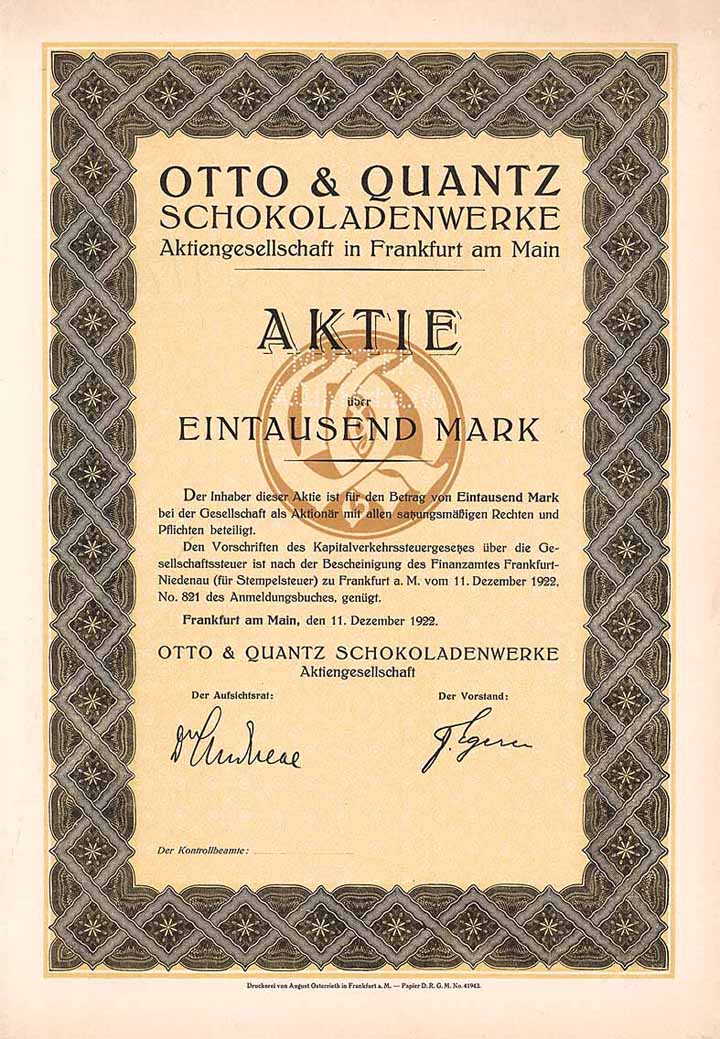 OTTO & QUANTZ
SCHOKOLADENWERKE
Aktiengesellschaft in Frankfurt am Main
AKTIE
über
EINTAUSEND MARK
Der Inhaber dieser Aktie ist für den Betrag von Eintausend Mark
bei der Gesellschaft als Aktionär mit allen satzungsmäßigen Rechten und
Pflichten beteiligt.
Den Vorschriften des Kapitalverkehrssteuergesetzes über die Ge-
sellschaftssteuer ist nach der Bescheinigung des Finanzamtes Frankfurt-
Niedenau (für Stempelsteuer) zu Frankfurt a. M. vom 11. Dezember 1922,
No. 821 des Anmeldungsbuches, genügt.
Frankfurt am Main, den 11. Dezember 1922.
OTTO & QUANTZ SCHOKOLADENWERKE
Aktiengesellschaft
Der Aufsichtsrat: Der Vorstand:
Dr Andreae
Der Kontrollbeamte:
Druckerei von August Osterrieth in Frankfurt a. M. — Papier D. R. G. M. No. 41943.